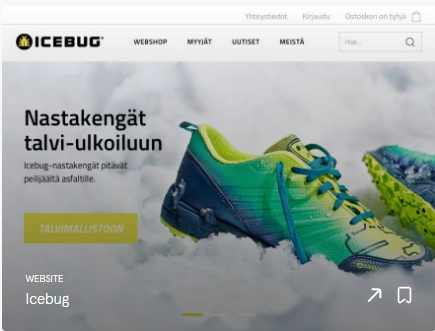 Yhteystiedot Kirjaudu Ostoskori on tyhjä
ICEBUG WEBSHOP MYYJÄT UUTISET MEISTÄ Hae...
Nastakengät
talvi-ulkoiluun
Icebug-nastakengät pitävät
peilijäältä asfaltille.
TALVIMALLISTOON
WEBSITE
Icebug